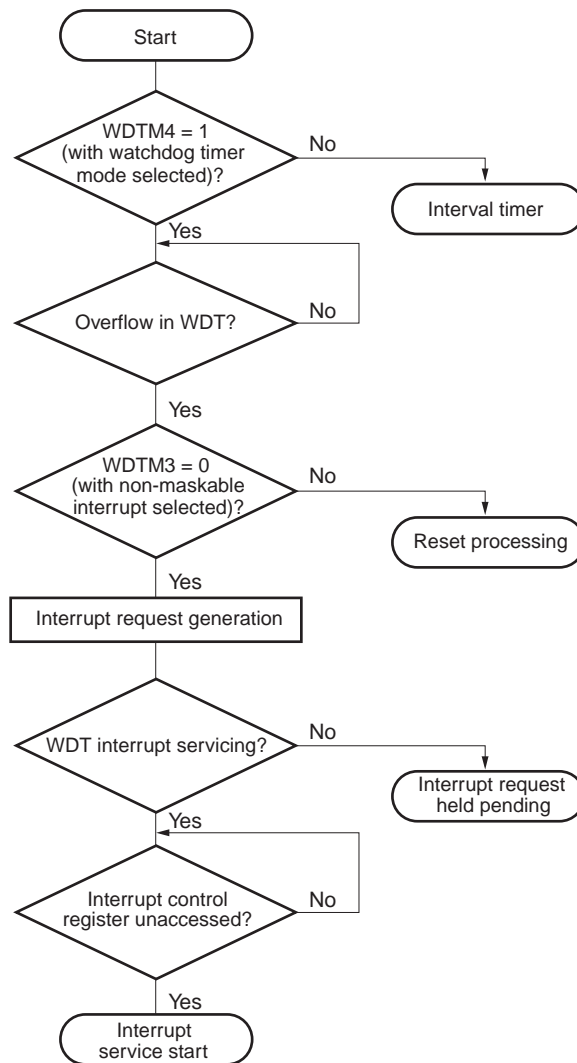 Start
WDTM4 = 1
(with watchdog timer
mode selected)?
No
Interval timer
Yes
Overflow in WDT?
No
Yes
WDTM3 = 0
(with non-maskable
interrupt selected)?
No
Reset processing
Yes
Interrupt request generation
WDT interrupt servicing?
No
Interrupt request
held pending
Yes
Interrupt control
register unaccessed?
No
Yes
Interrupt
service start